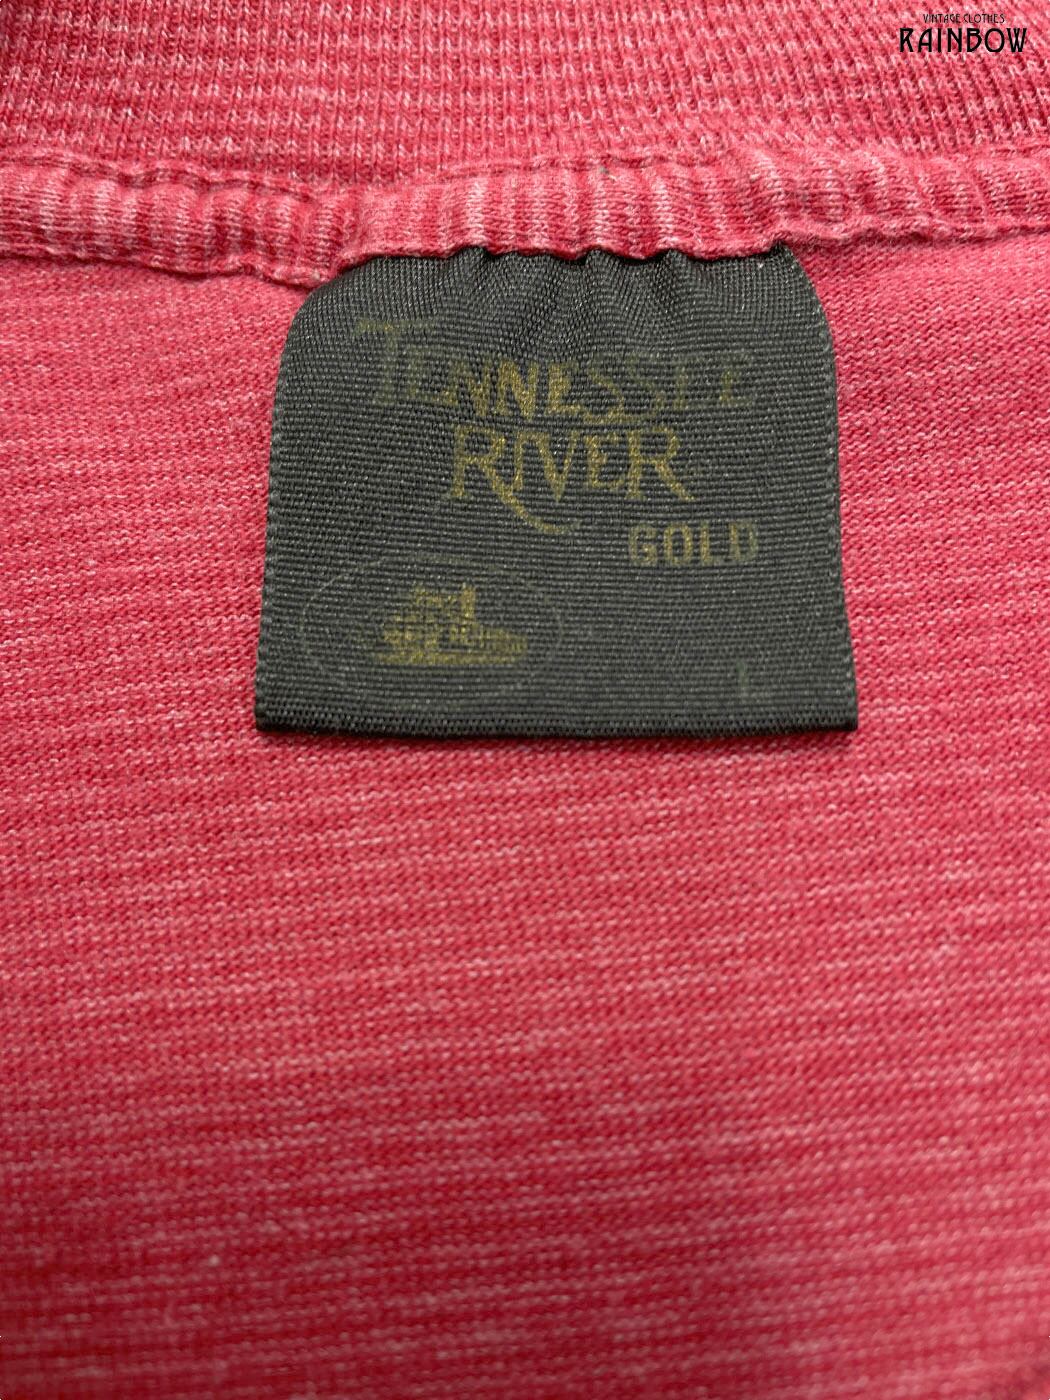 VINTAGE CLOTHES
RAINBOW
TENNESSEE
RIVER
GOLD
L